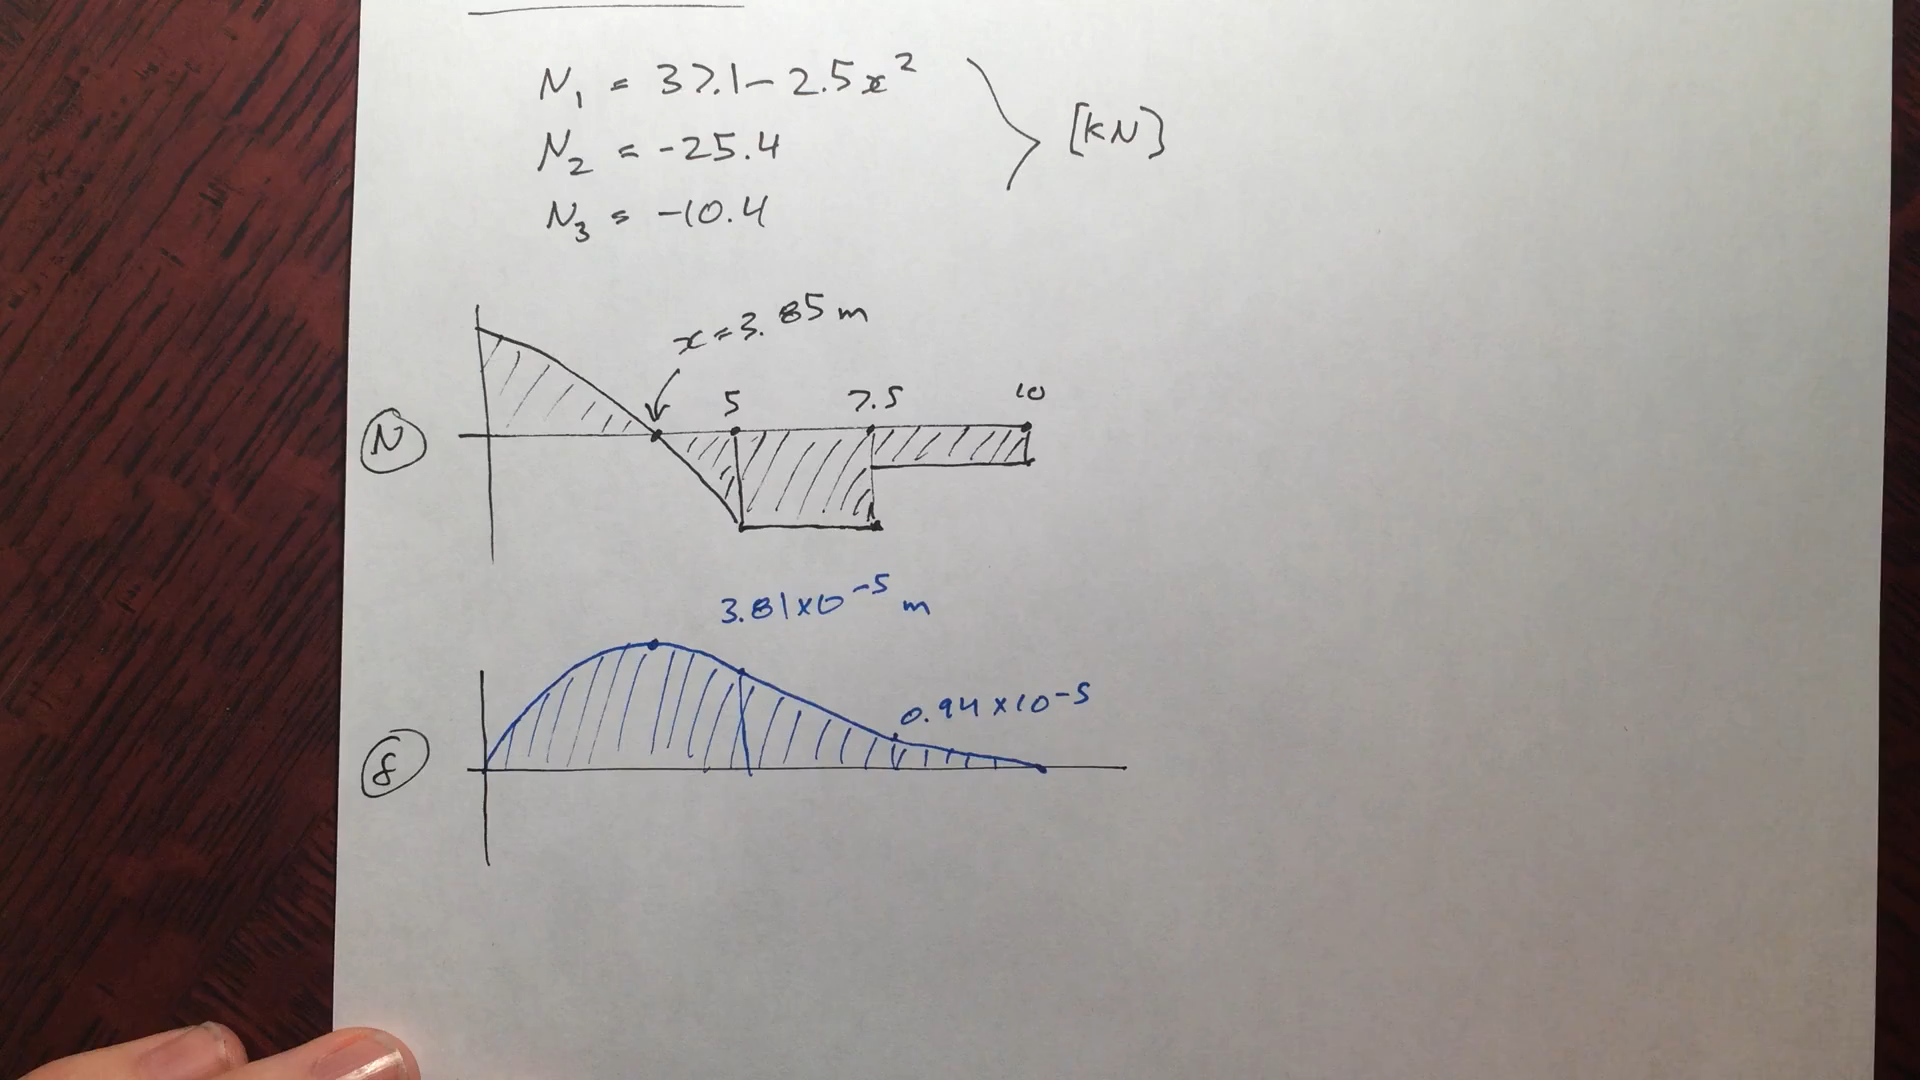 N₁ = 37.1 - 2.5x²
N₂ = -25.4
N₃ = -10.4
[kN]
x = 3.85 m
5
7.5
10
N
3.81 x10⁻⁵ m
0.94 x 10⁻⁵
δ